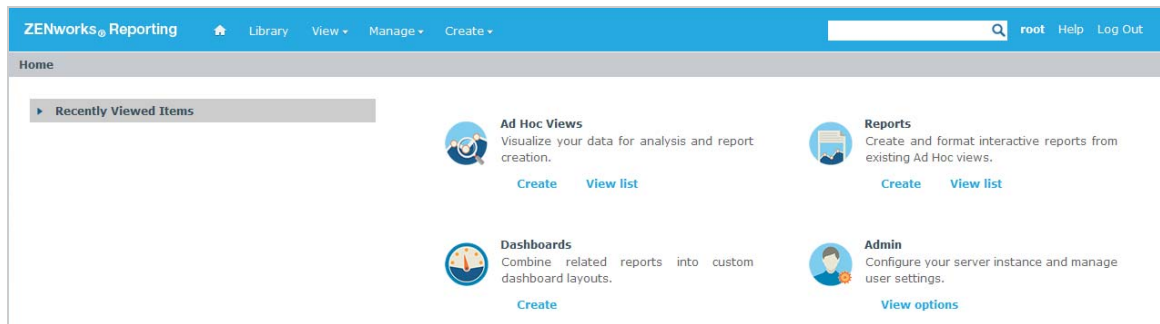 ZENworks® Reporting Library View Manage Create root Help Log Out
Home
Recently Viewed Items
Ad Hoc Views
Visualize your data for analysis and report
creation.
Create View list
Reports
Create and format interactive reports from
existing Ad Hoc views.
Create View list
Dashboards
Combine related reports into custom
dashboard layouts.
Create
Admin
Configure your server instance and manage
user settings.
View options